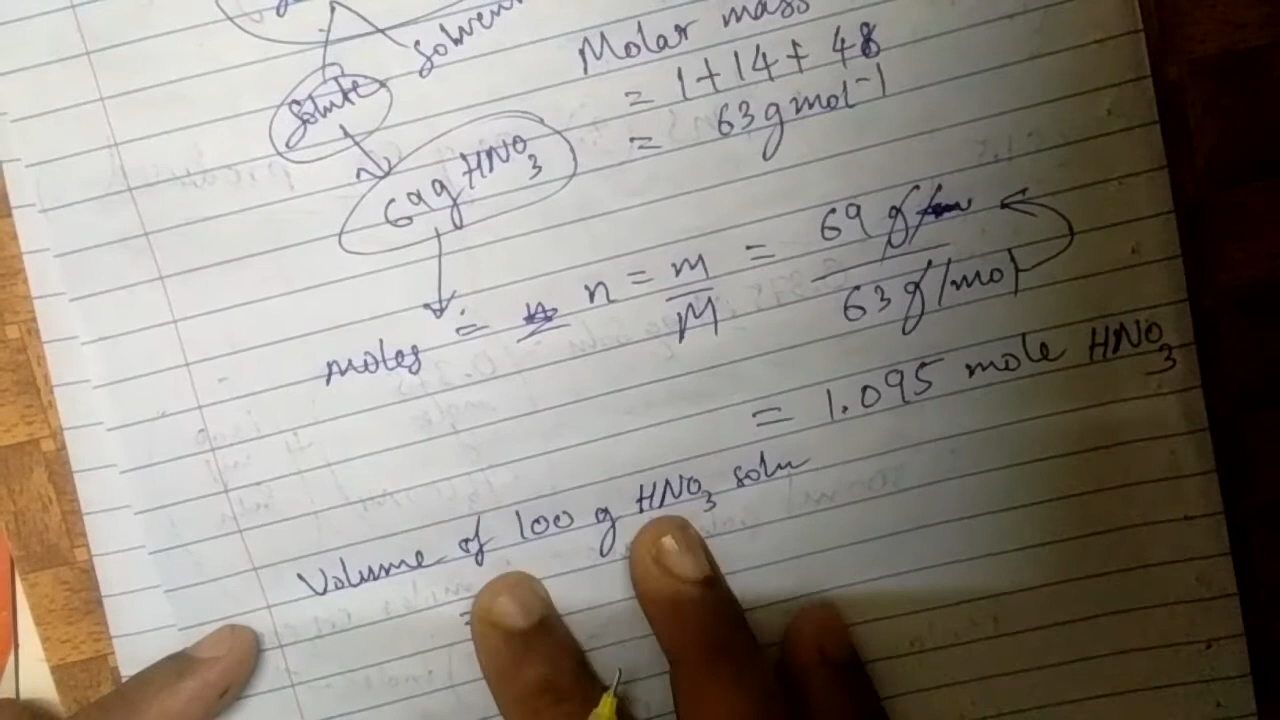 Solvent
Solute
Molar mass
= 1 + 14 + 48
= 63 g mol-1
69g HNO3
moles = n = m/M = 69 g / 63 g/mol
= 1.095 mole HNO3
Volume of 100 g HNO3 soln
=